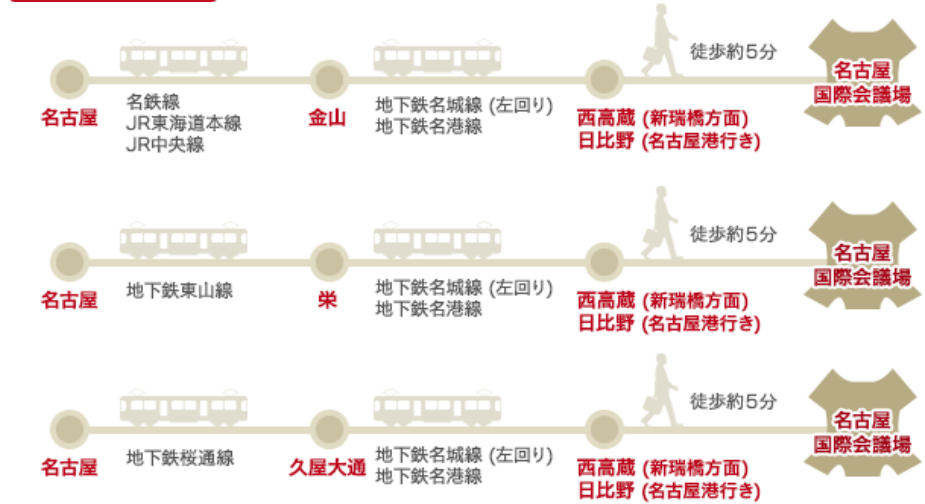 徒歩約5分
名古屋
国際会議場
名古屋
名鉄線
JR東海道本線
JR中央線
金山
地下鉄名城線 (左回り)
地下鉄名港線
西高蔵 (新瑞橋方面)
日比野 (名古屋港行き)
徒歩約5分
名古屋
国際会議場
名古屋
地下鉄東山線
栄
地下鉄名城線 (左回り)
地下鉄名港線
西高蔵 (新瑞橋方面)
日比野 (名古屋港行き)
徒歩約5分
名古屋
国際会議場
名古屋
地下鉄桜通線
久屋大通
地下鉄名城線 (左回り)
地下鉄名港線
西高蔵 (新瑞橋方面)
日比野 (名古屋港行き)